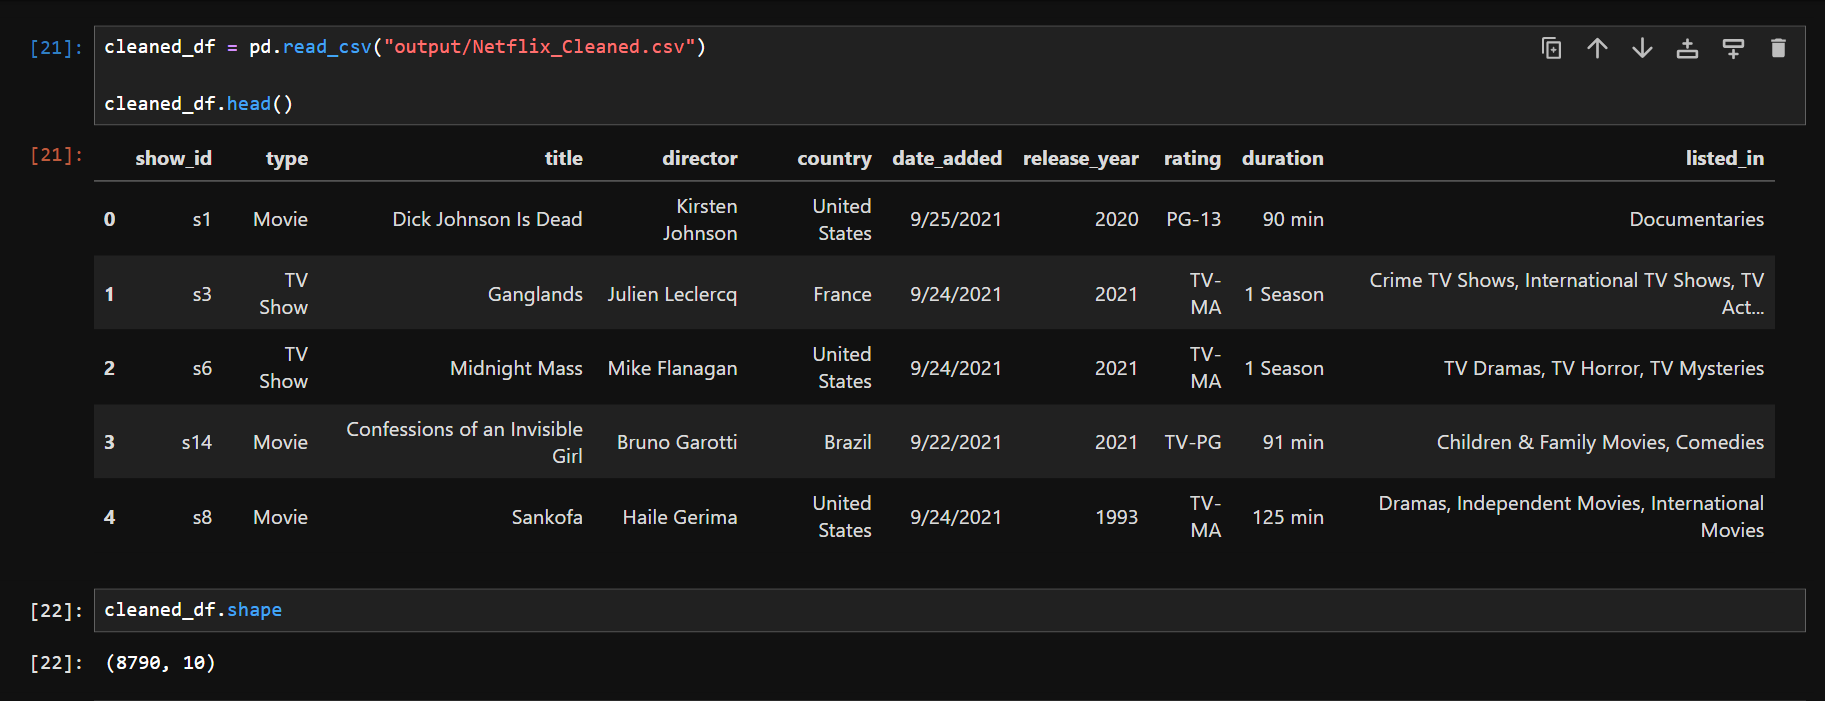 [21]: cleaned_df = pd.read_csv("output/Netflix_Cleaned.csv")
cleaned_df.head()
[21]: show_id type title director country date_added release_year rating duration listed_in
0 s1 Movie Dick Johnson Is Dead Kirsten Johnson United States 9/25/2021 2020 PG-13 90 min Documentaries
1 s3 TV Show Ganglands Julien Leclercq France 9/24/2021 2021 TV-MA 1 Season Crime TV Shows, International TV Shows, TV Act...
2 s6 TV Show Midnight Mass Mike Flanagan United States 9/24/2021 2021 TV-MA 1 Season TV Dramas, TV Horror, TV Mysteries
3 s14 Movie Confessions of an Invisible Girl Bruno Garotti Brazil 9/22/2021 2021 TV-PG 91 min Children & Family Movies, Comedies
4 s8 Movie Sankofa Haile Gerima United States 9/24/2021 1993 TV-MA 125 min Dramas, Independent Movies, International Movies
[22]: cleaned_df.shape
[22]: (8790, 10)